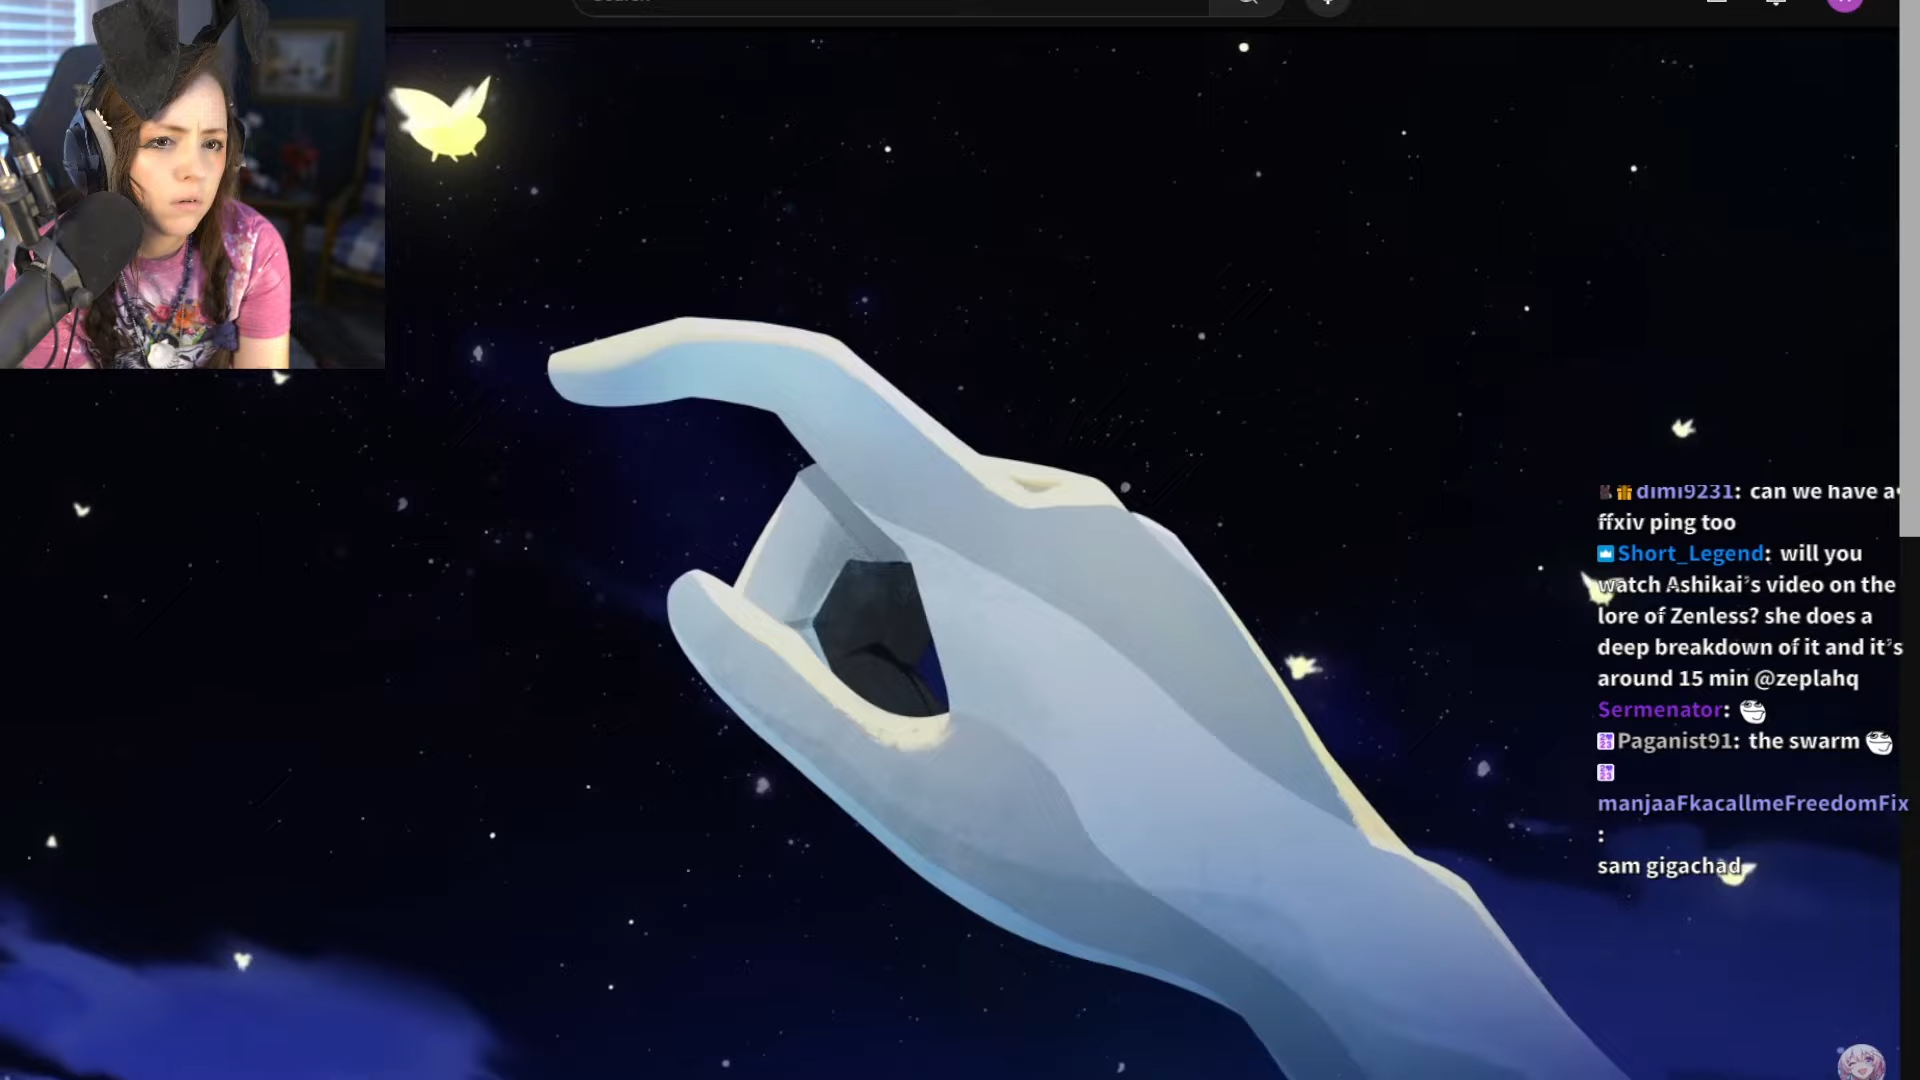 dimi9231: can we have a
ffxiv ping too
Short_Legend: will you
watch Ashikai's video on the
lore of Zenless? she does a
deep breakdown of it and it's
around 15 min @zeplahq
Sermenator:
Paganist91: the swarm
manjaaFkacallmeFreedomFix
:
sam gigachad